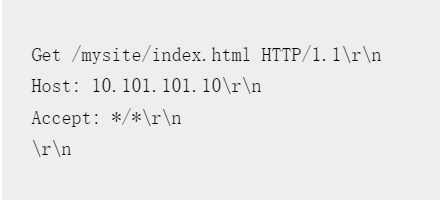 Get /mysite/index.html HTTP/1.1\r\n
Host: 10.101.101.10\r\n
Accept: */*\r\n
\r\n